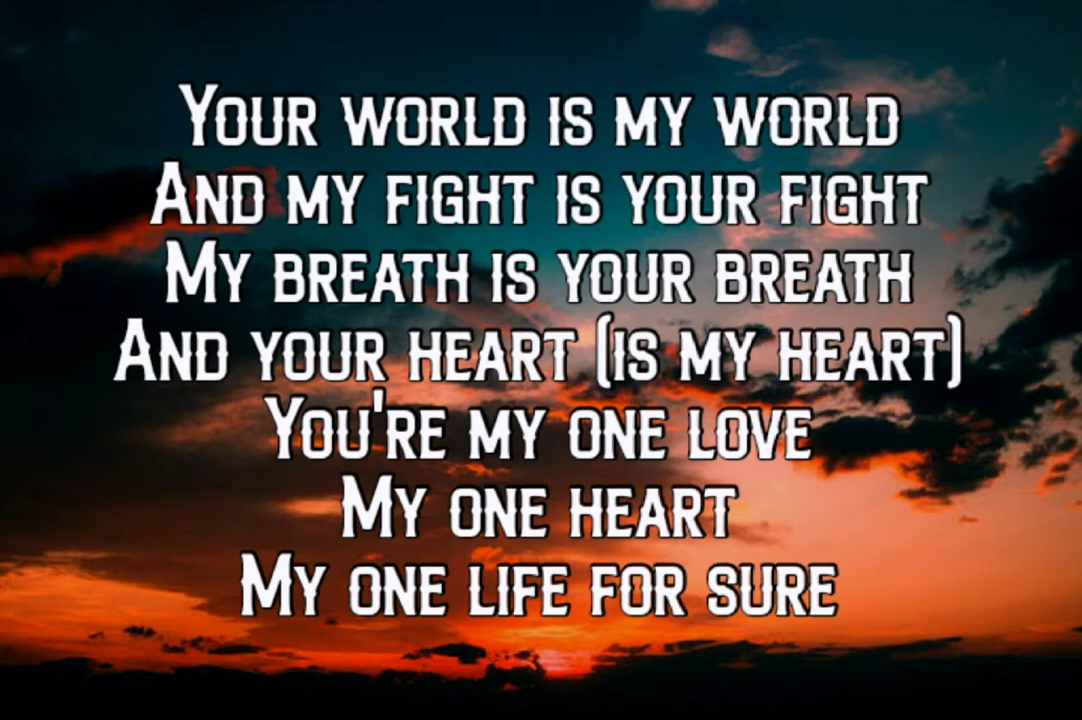 Your world is my world
And my fight is your fight
My breath is your breath
And your heart (is my heart)
You're my one love
My one heart
My one life for sure